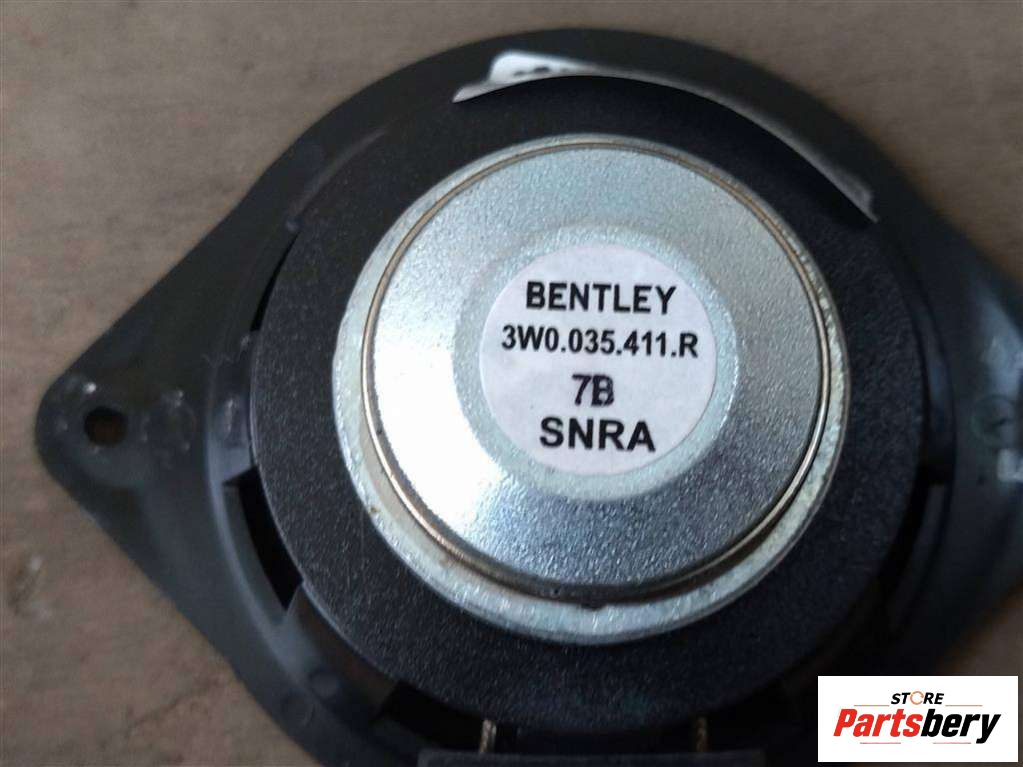 BENTLEY
3W0.035.411.R
7B
SNRA
STORE
Partsbery